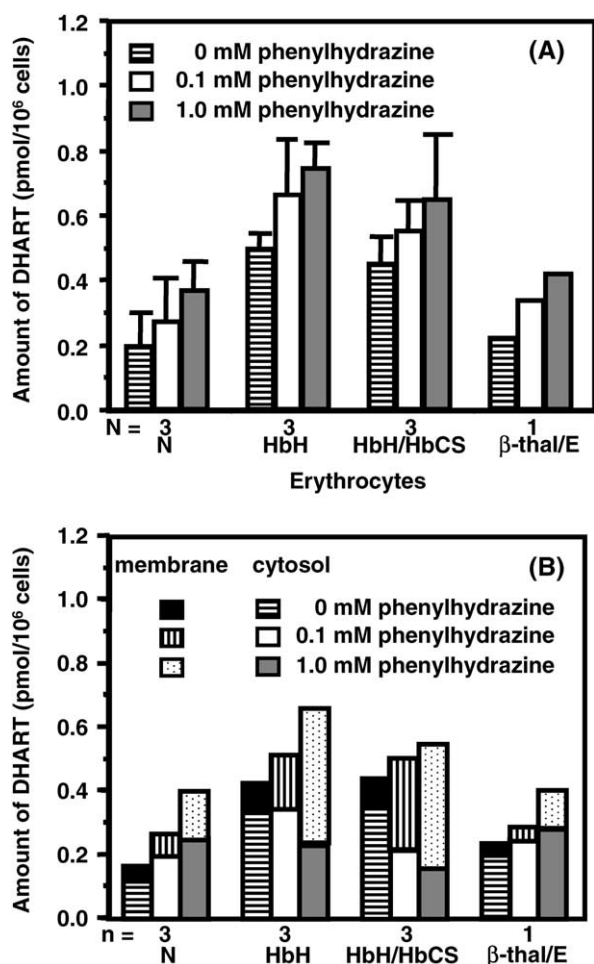 1.2
(A)
0 mM phenylhydrazine
0.1 mM phenylhydrazine
1.0 mM phenylhydrazine
1.0
0.8
0.6
0.4
0.2
0.0
Amount of DHART (pmol/10⁶ cells)
N = 3 3 3 1
N HbH HbH/HbCS β-thal/E
Erythrocytes
1.2
membrane cytosol (B)
0 mM phenylhydrazine
0.1 mM phenylhydrazine
1.0 mM phenylhydrazine
1.0
0.8
0.6
0.4
0.2
0.0
Amount of DHART (pmol/10⁶ cells)
n = 3 3 3 1
N HbH HbH/HbCS β-thal/E